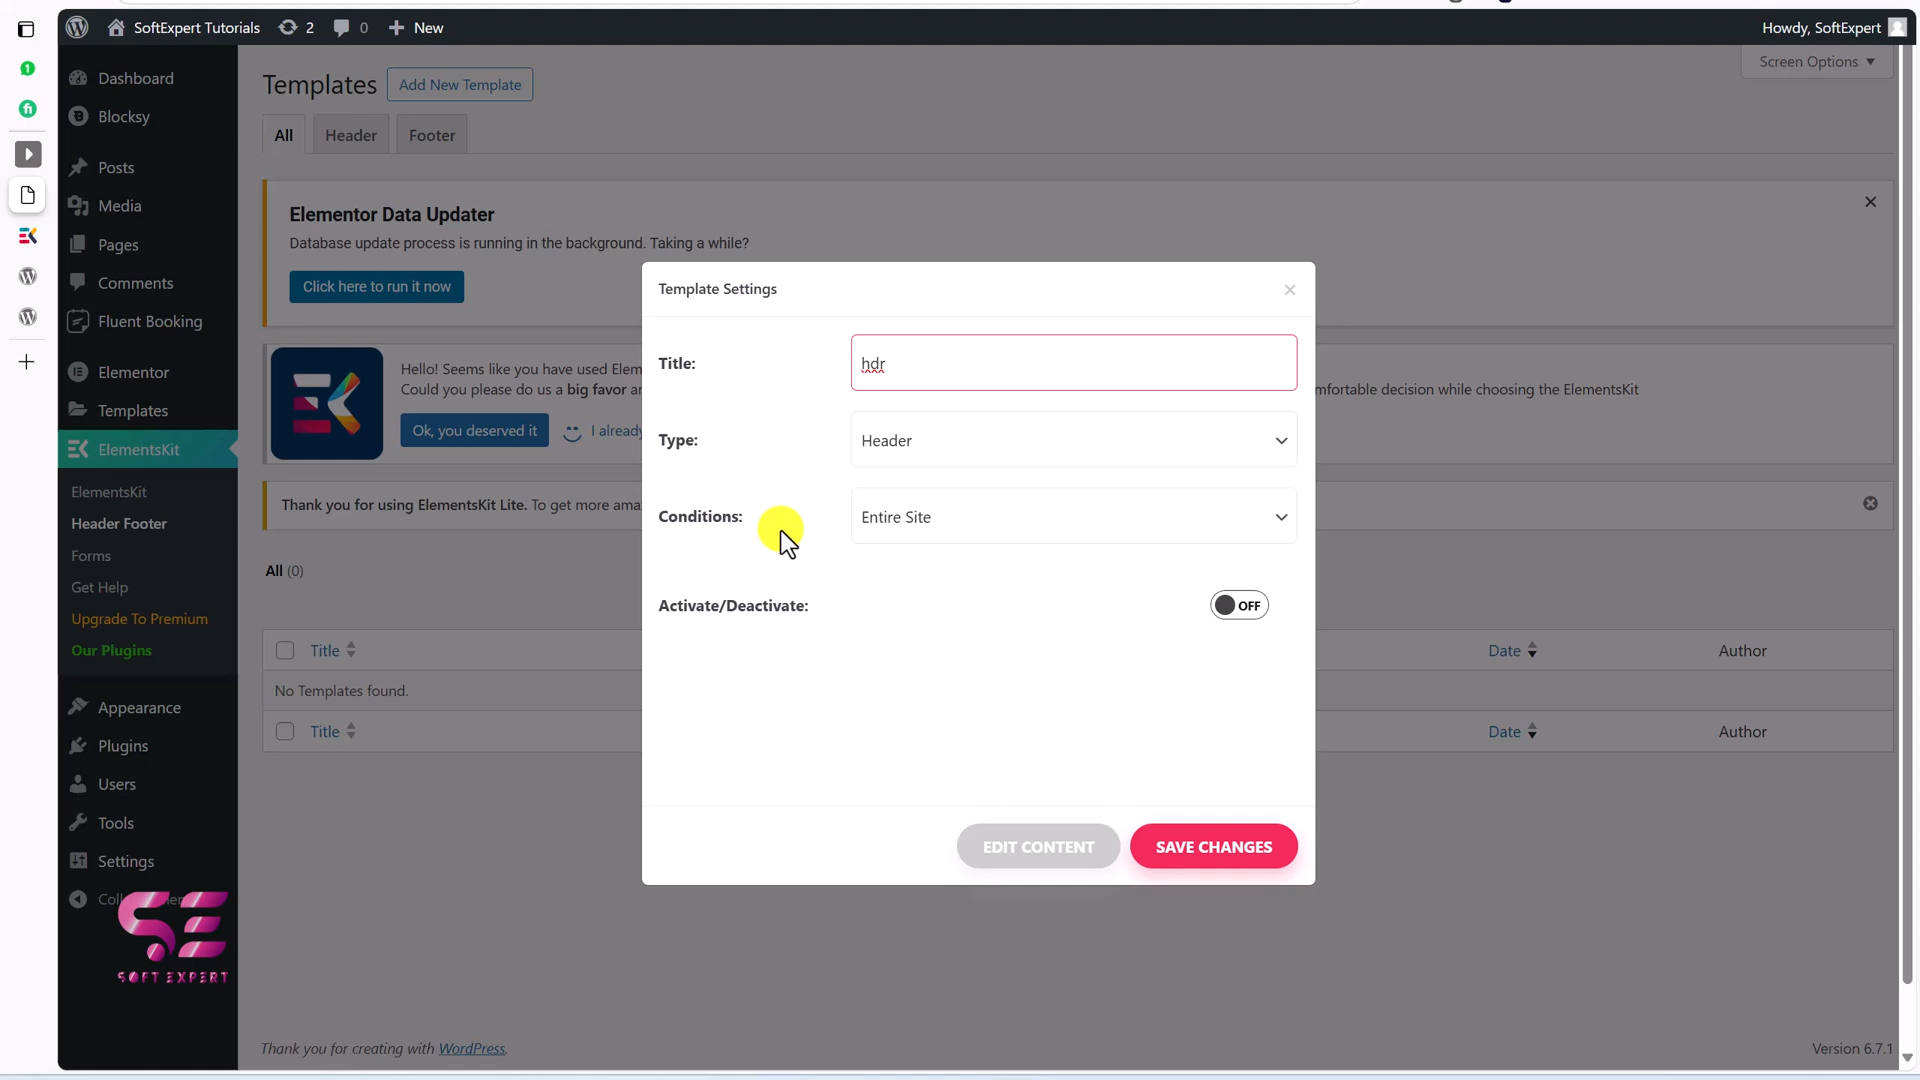 SoftExpert Tutorials 2 0 New Howdy, SoftExpert
Dashboard
Blocksy
Posts
Media
Pages
Comments
Fluent Booking
Elementor
Templates
ElementsKit
ElementsKit
Header Footer
Forms
Get Help
Upgrade To Premium
Our Plugins
Appearance
Plugins
Users
Tools
Settings
SOFT EXPERT
Templates Add New Template
Screen Options
All Header Footer
Elementor Data Updater
Database update process is running in the background. Taking a while?
Click here to run it now
Hello! Seems like you have used Elem
Could you please do us a big favor an
mfortable decision while choosing the ElementsKit
Ok, you deserved it I already
Thank you for using ElementsKit Lite. To get more ama
All (0)
Title Date Author
No Templates found.
Title Date Author
Template Settings
Title: hdr
Type: Header
Conditions: Entire Site
Activate/Deactivate: OFF
EDIT CONTENT SAVE CHANGES
Thank you for creating with WordPress.
Version 6.7.1